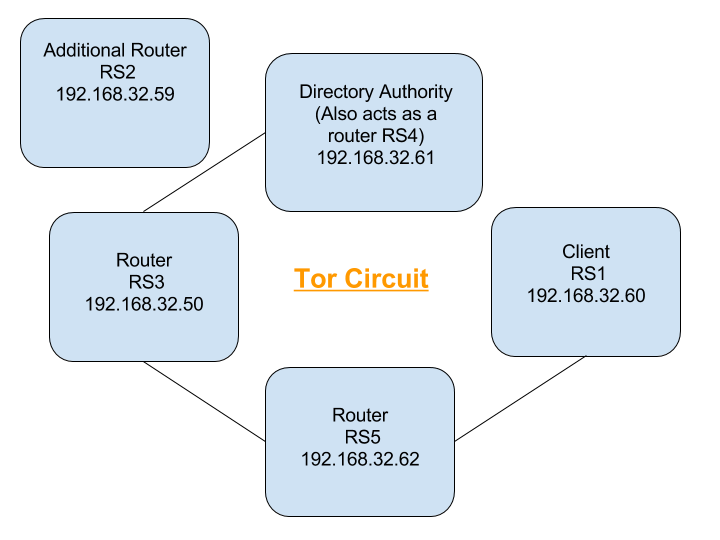 Additional Router
RS2
192.168.32.59
Directory Authority
(Also acts as a
router RS4)
192.168.32.61
Router
RS3
192.168.32.50
Tor Circuit
Client
RS1
192.168.32.60
Router
RS5
192.168.32.62